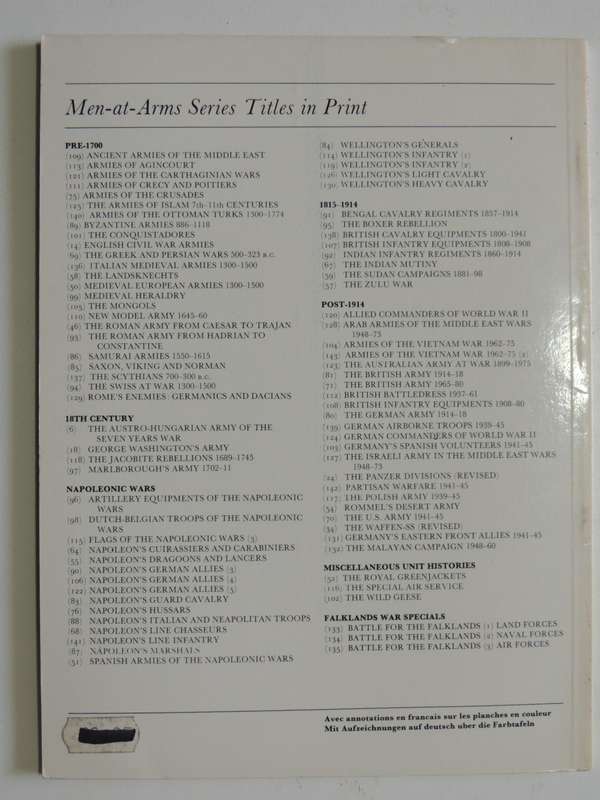 Men-at-Arms Series Titles in Print
PRE-1700
(109) ANCIENT ARMIES OF THE MIDDLE EAST
(113) ARMIES OF AGINCOURT
(121) ARMIES OF THE CARTHAGINIAN WARS
(111) ARMIES OF CRECY AND POITIERS
(75) ARMIES OF THE CRUSADES
(125) THE ARMIES OF ISLAM 7th-11th CENTURIES
(140) ARMIES OF THE OTTOMAN TURKS 1300-1774
(89) BYZANTINE ARMIES 886-1118
(101) THE CONQUISTADORES
(14) ENGLISH CIVIL WAR ARMIES
(69) THE GREEK AND PERSIAN WARS 500-323 B.C.
(136) ITALIAN MEDIEVAL ARMIES 1300-1500
(58) THE LANDSKNECHTS
(50) MEDIEVAL EUROPEAN ARMIES 1300-1500
(99) MEDIEVAL HERALDRY
(105) THE MONGOLS
(110) NEW MODEL ARMY 1645-60
(46) THE ROMAN ARMY FROM CAESAR TO TRAJAN
(93) THE ROMAN ARMY FROM HADRIAN TO
CONSTANTINE
(86) SAMURAI ARMIES 1550-1615
(85) SAXON, VIKING AND NORMAN
(137) THE SCYTHIANS 700-300 B.C.
(94) THE SWISS AT WAR 1300-1500
(129) ROME'S ENEMIES: GERMANICS AND DACIANS
18TH CENTURY
(6) THE AUSTRO-HUNGARIAN ARMY OF THE
SEVEN YEARS WAR
(18) GEORGE WASHINGTON'S ARMY
(118) THE JACOBITE REBELLIONS 1689-1745
(97) MARLBOROUGH'S ARMY 1702-11
NAPOLEONIC WARS
(96) ARTILLERY EQUIPMENTS OF THE NAPOLEONIC
WARS
(98) DUTCH-BELGIAN TROOPS OF THE NAPOLEONIC
WARS
(115) FLAGS OF THE NAPOLEONIC WARS (3)
(64) NAPOLEON'S CUIRASSIERS AND CARABINIERS
(55) NAPOLEON'S DRAGOONS AND LANCERS
(90) NAPOLEON'S GERMAN ALLIES (3)
(106) NAPOLEON'S GERMAN ALLIES (4)
(122) NAPOLEON'S GERMAN ALLIES (5)
(83) NAPOLEON'S GUARD CAVALRY
(76) NAPOLEON'S HUSSARS
(88) NAPOLEON'S ITALIAN AND NEAPOLITAN TROOPS
(68) NAPOLEON'S LINE CHASSEURS
(141) NAPOLEON'S LINE INFANTRY
(87) NAPOLEON'S MARSHALS
(51) SPANISH ARMIES OF THE NAPOLEONIC WARS
(84) WELLINGTON'S GENERALS
(114) WELLINGTON'S INFANTRY (1)
(119) WELLINGTON'S INFANTRY (2)
(126) WELLINGTON'S LIGHT CAVALRY
(130) WELLINGTON'S HEAVY CAVALRY
1815-1914
(91) BENGAL CAVALRY REGIMENTS 1857-1914
(95) THE BOXER REBELLION
(138) BRITISH CAVALRY EQUIPMENTS 1800-1941
(107) BRITISH INFANTRY EQUIPMENTS 1808-1908
(92) INDIAN INFANTRY REGIMENTS 1860-1914
(67) THE INDIAN MUTINY
(59) THE SUDAN CAMPAIGNS 1881-98
(57) THE ZULU WAR
POST-1914
(120) ALLIED COMMANDERS OF WORLD WAR II
(128) ARAB ARMIES OF THE MIDDLE EAST WARS
1948-73
(104) ARMIES OF THE VIETNAM WAR 1962-75
(143) ARMIES OF THE VIETNAM WAR 1962-75 (2)
(123) THE AUSTRALIAN ARMY AT WAR 1899-1975
(81) THE BRITISH ARMY 1914-18
(71) THE BRITISH ARMY 1965-80
(112) BRITISH BATTLEDRESS 1937-61
(108) BRITISH INFANTRY EQUIPMENTS 1908-80
(80) THE GERMAN ARMY 1914-18
(139) GERMAN AIRBORNE TROOPS 1939-45
(124) GERMAN COMMANDERS OF WORLD WAR II
(103) GERMANY'S SPANISH VOLUNTEERS 1941-45
(127) THE ISRAELI ARMY IN THE MIDDLE EAST WARS
1948-73
(24) THE PANZER DIVISIONS (REVISED)
(142) PARTISAN WARFARE 1941-45
(117) THE POLISH ARMY 1939-45
(54) ROMMEL'S DESERT ARMY
(70) THE U.S. ARMY 1941-45
(34) THE WAFFEN-SS (REVISED)
(131) GERMANY'S EASTERN FRONT ALLIES 1941-45
(132) THE MALAYAN CAMPAIGN 1948-60
MISCELLANEOUS UNIT HISTORIES
(52) THE ROYAL GREENJACKETS
(116) THE SPECIAL AIR SERVICE
(102) THE WILD GEESE
FALKLANDS WAR SPECIALS
(133) BATTLE FOR THE FALKLANDS (1) LAND FORCES
(134) BATTLE FOR THE FALKLANDS (2) NAVAL FORCES
(135) BATTLE FOR THE FALKLANDS (3) AIR FORCES
Avec annotations en francais sur les planches en couleur
Mit Aufzeichnungen auf deutsch uber die Farbtafeln